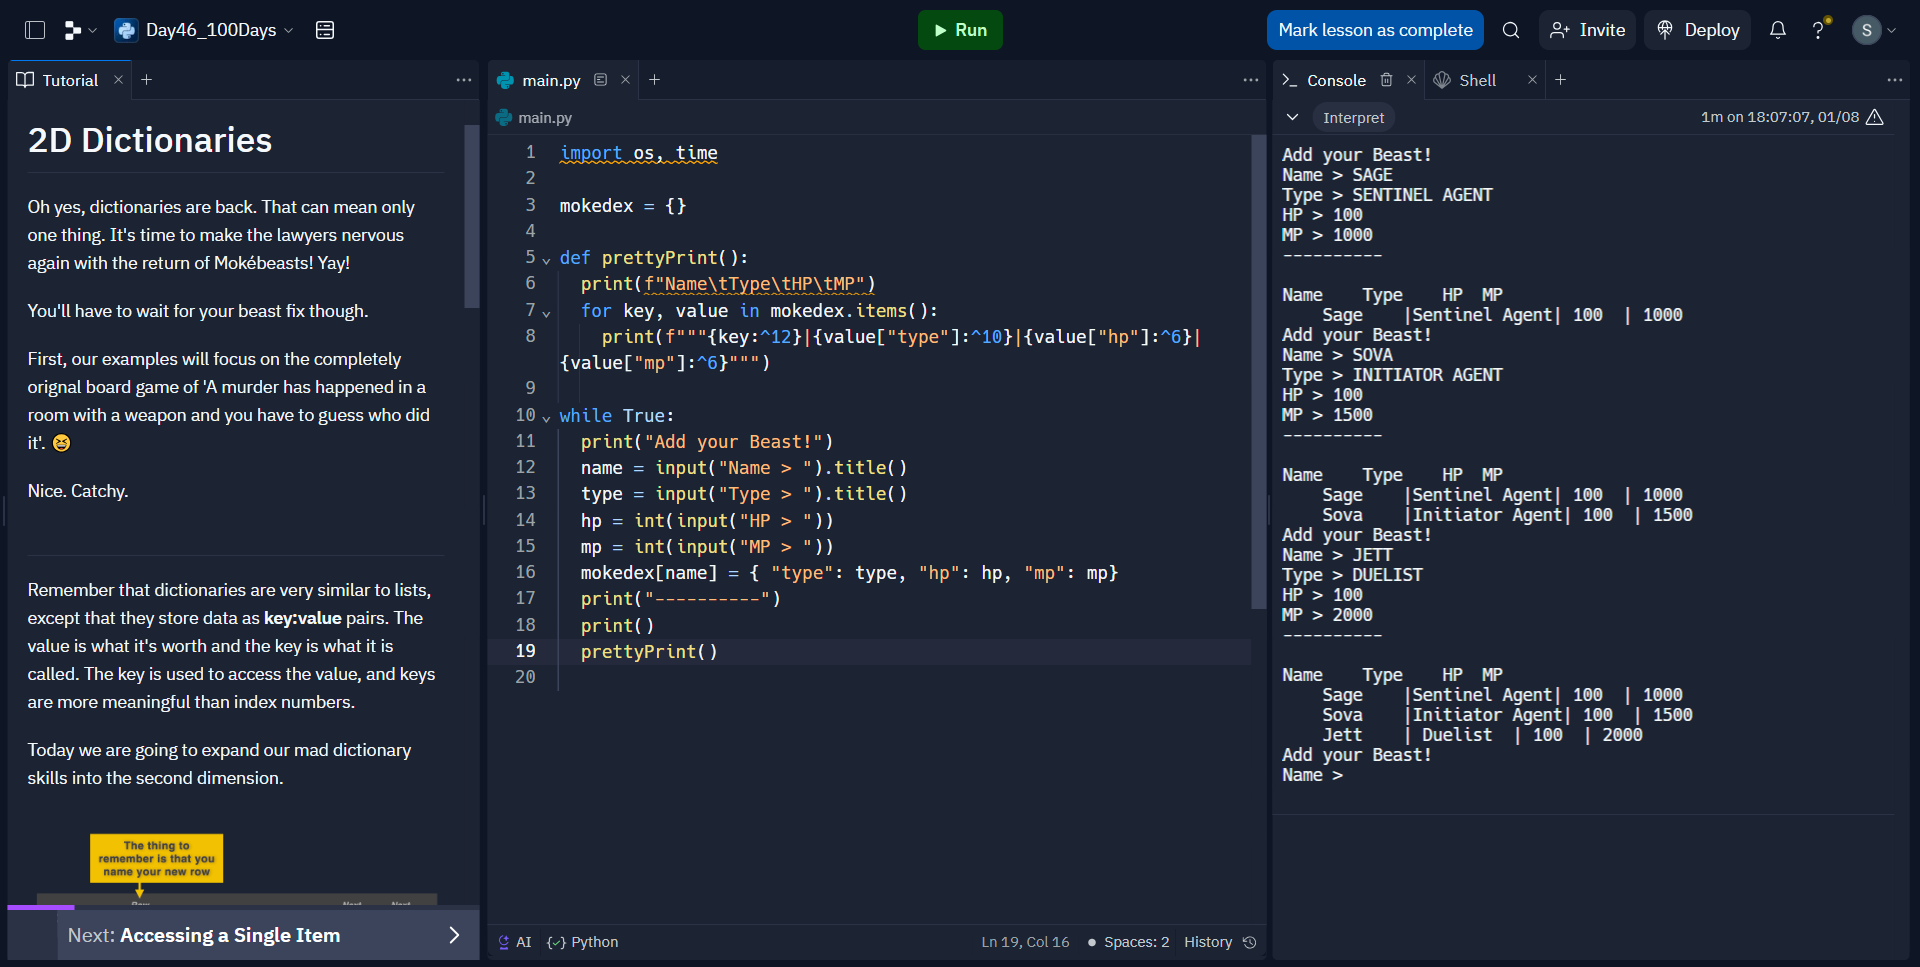 Day46_100Days
Run
Mark lesson as complete
Invite
Deploy
S
Tutorial
2D Dictionaries
Oh yes, dictionaries are back. That can mean only
one thing. It's time to make the lawyers nervous
again with the return of Mokébeasts! Yay!
You'll have to wait for your beast fix though.
First, our examples will focus on the completely
orignal board game of 'A murder has happened in a
room with a weapon and you have to guess who did
it'. 😆
Nice. Catchy.
Remember that dictionaries are very similar to lists,
except that they store data as key:value pairs. The
value is what it's worth and the key is what it is
called. The key is used to access the value, and keys
are more meaningful than index numbers.
Today we are going to expand our mad dictionary
skills into the second dimension.
The thing to
remember is that you
name your new row
Next: Accessing a Single Item
main.py
main.py
1 import os, time
2
3 mokedex = {}
4
5 def prettyPrint():
6   print(f"Name\tType\tHP\tMP")
7   for key, value in mokedex.items():
8     print(f"""{key:^12}|{value["type"]:^10}|{value["hp"]:^6}|
{value["mp"]:^6}""")
9
10 while True:
11   print("Add your Beast!")
12   name = input("Name > ").title()
13   type = input("Type > ").title()
14   hp = int(input("HP > "))
15   mp = int(input("MP > "))
16   mokedex[name] = { "type": type, "hp": hp, "mp": mp}
17   print("----------")
18   print()
19   prettyPrint()
20
AI {✓} Python
Ln 19, Col 16 ● Spaces: 2 History
Console
Shell
Interpret
1m on 18:07:07, 01/08
Add your Beast!
Name > SAGE
Type > SENTINEL AGENT
HP > 100
MP > 1000
----------
Name    Type    HP  MP
    Sage    |Sentinel Agent| 100  | 1000
Add your Beast!
Name > SOVA
Type > INITIATOR AGENT
HP > 100
MP > 1500
----------
Name    Type    HP  MP
    Sage    |Sentinel Agent| 100  | 1000
    Sova    |Initiator Agent| 100  | 1500
Add your Beast!
Name > JETT
Type > DUELIST
HP > 100
MP > 2000
----------
Name    Type    HP  MP
    Sage    |Sentinel Agent| 100  | 1000
    Sova    |Initiator Agent| 100  | 1500
    Jett    | Duelist  | 100  | 2000
Add your Beast!
Name >